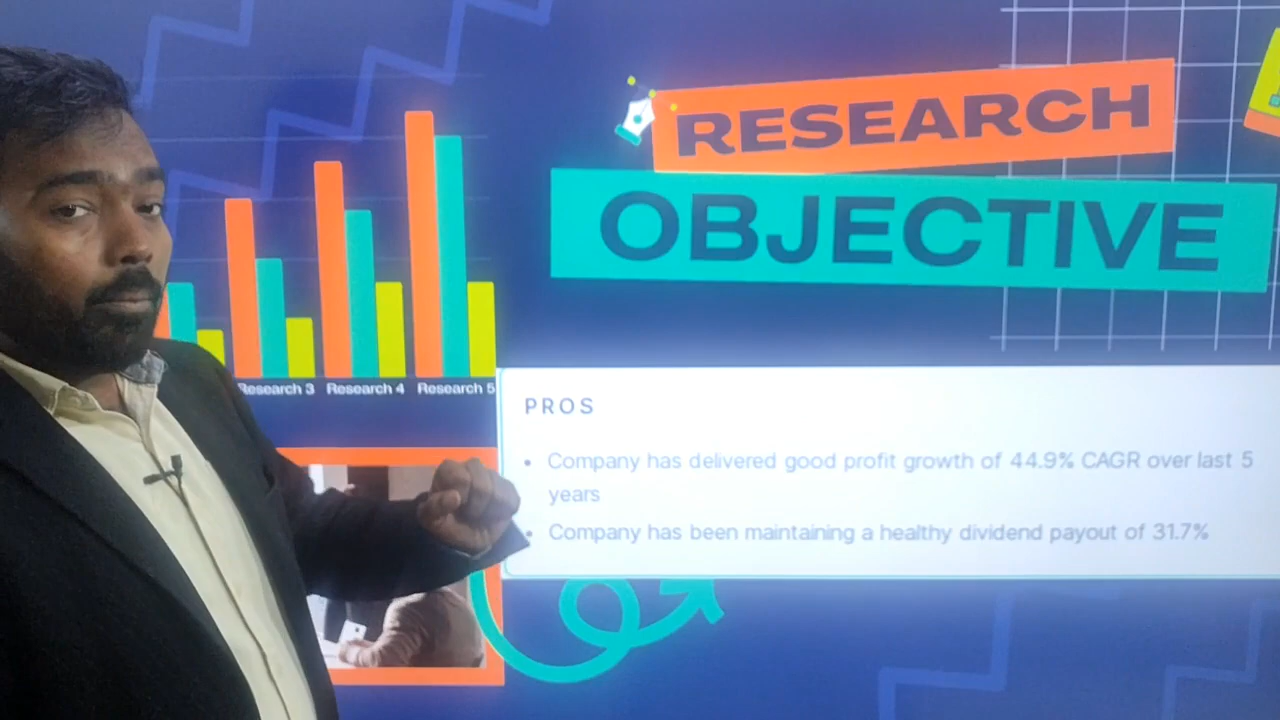 RESEARCH
OBJECTIVE
Research 3 Research 4 Research 5
PROS
• Company has delivered good profit growth of 44.9% CAGR over last 5
years
• Company has been maintaining a healthy dividend payout of 31.7%